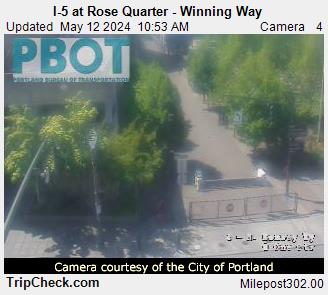 I-5 at Rose Quarter - Winning Way
Updated May 12 2024 10:53 AM Camera 4
PBOT
PORTLAND BUREAU OF TRANSPORTATION
Camera courtesy of the City of Portland
TripCheck.com Milepost302.00